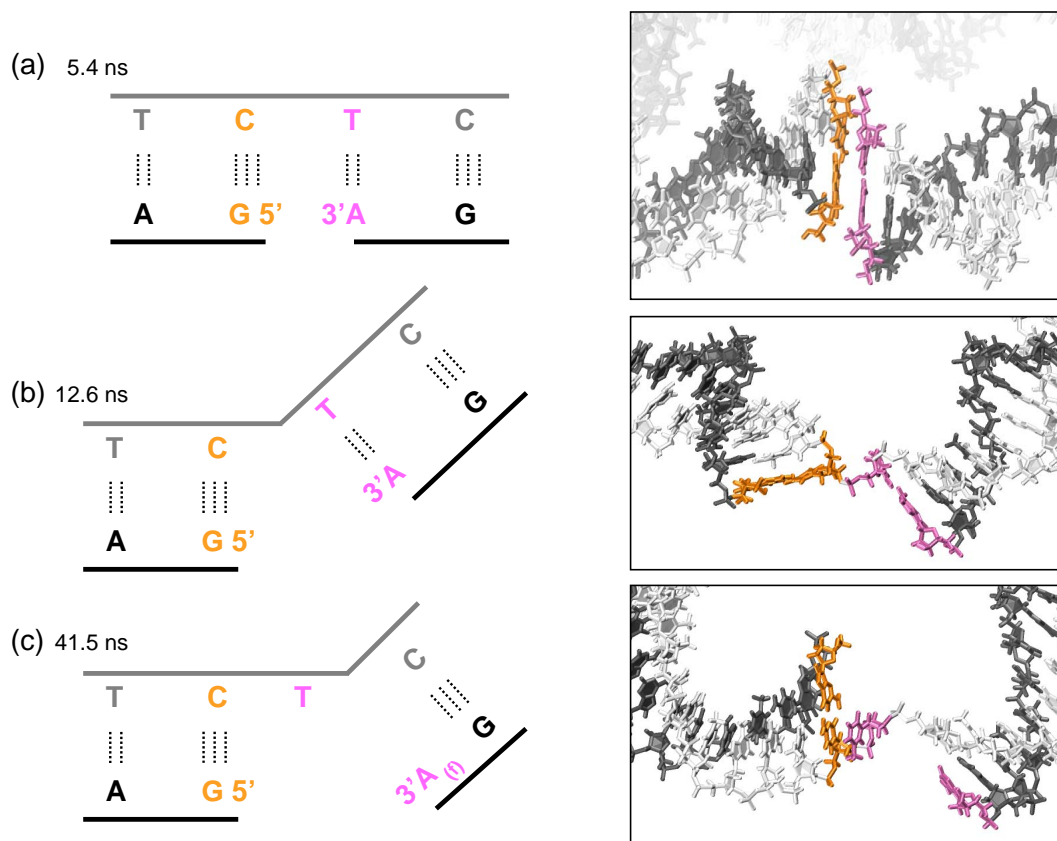 (a) 5.4 ns
T C T C
A G 5’ 3’A G
(b) 12.6 ns
C
T
G
T C
3’A
A G 5’
(c) 41.5 ns
C
T C T
G
3’A (f)
A G 5’